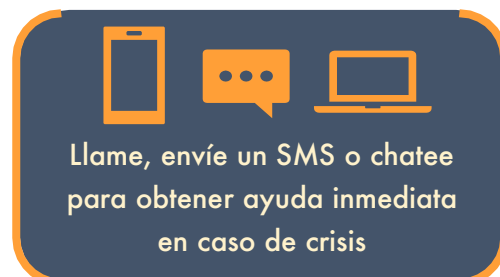 Llame, envíe un SMS o chatee
para obtener ayuda inmediata
en caso de crisis